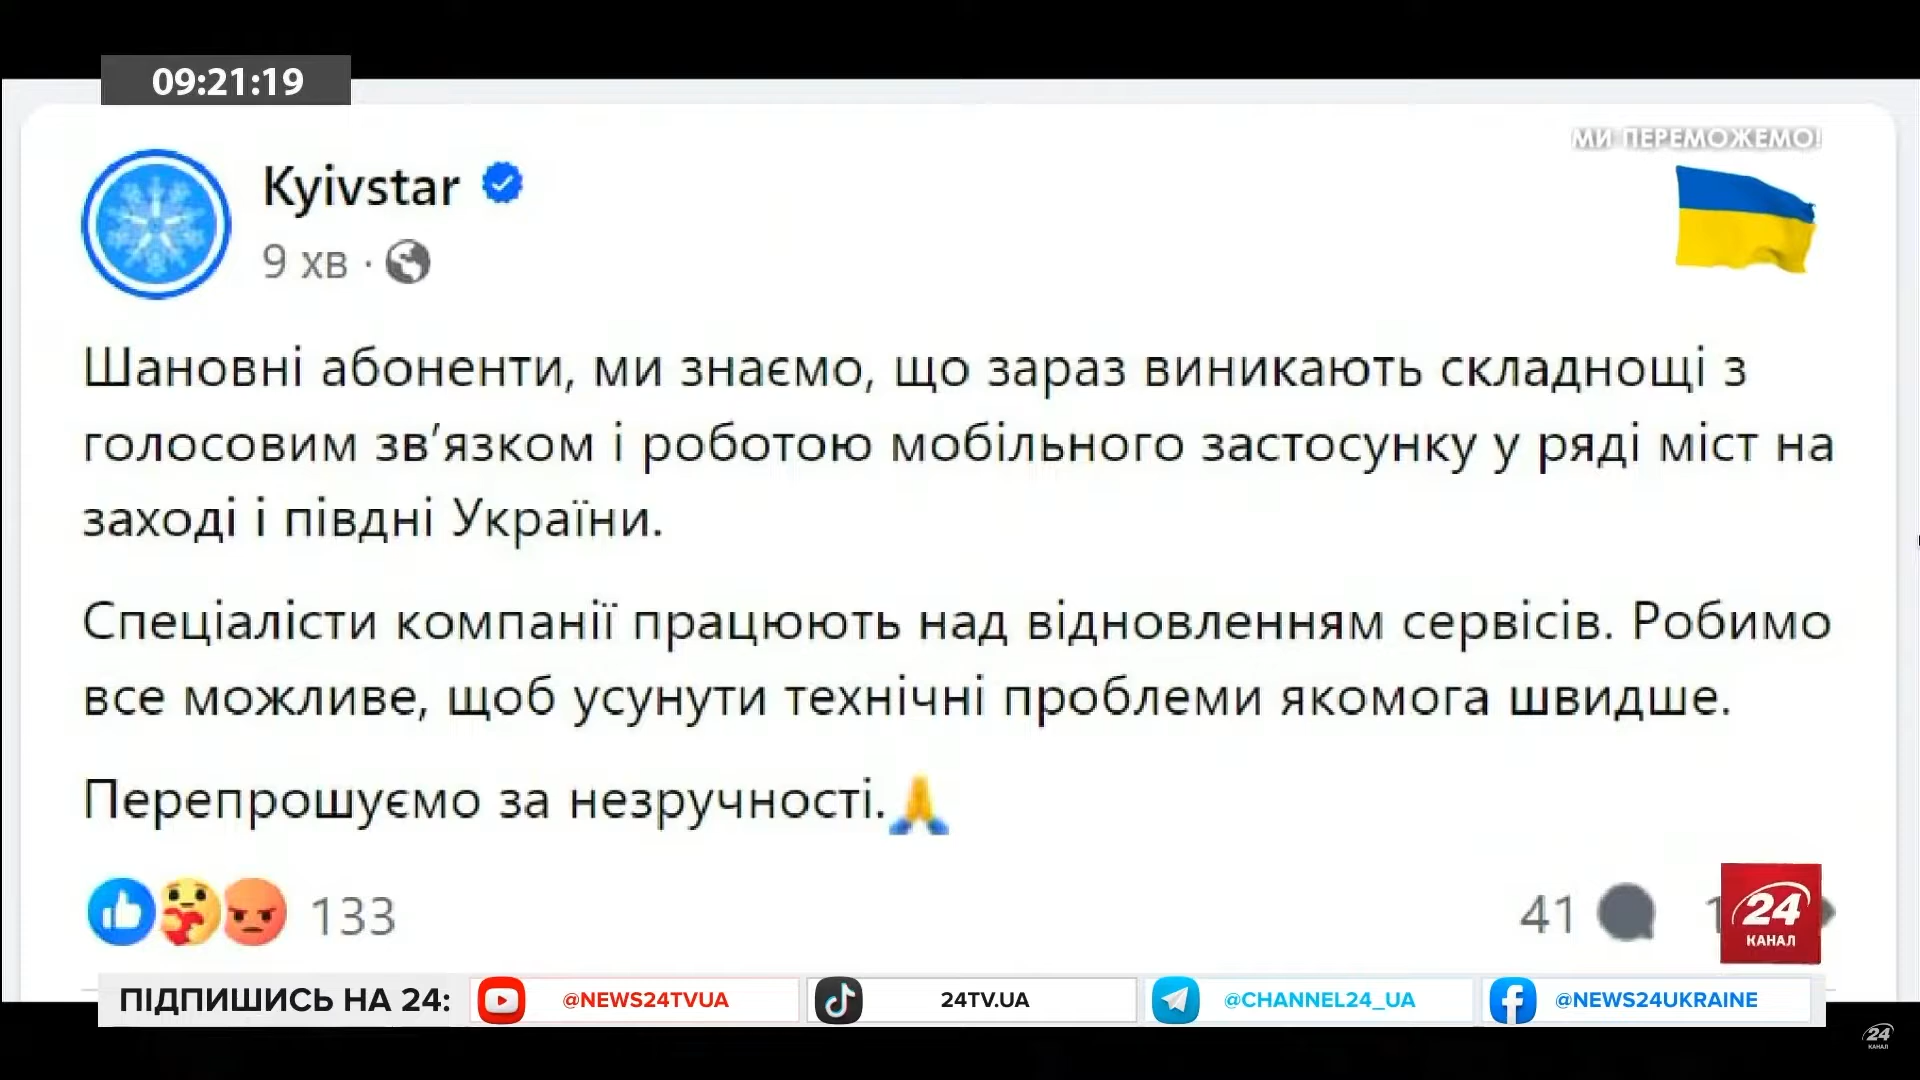 09:21:19
МИ ПЕРЕМОЖЕМО!
Kyivstar
9 хв ·
Шановні абоненти, ми знаємо, що зараз виникають складнощі з
голосовим зв’язком і роботою мобільного застосунку у ряді міст на
заході і півдні України.
Спеціалісти компанії працюють над відновленням сервісів. Робимо
все можливе, щоб усунути технічні проблеми якомога швидше.
Перепрошуємо за незручності.🙏
133
41
24
КАНАЛ
ПІДПИШИСЬ НА 24:
@NEWS24TVUA
24TV.UA
@CHANNEL24_UA
@NEWS24UKRAINE
24
КАНАЛ